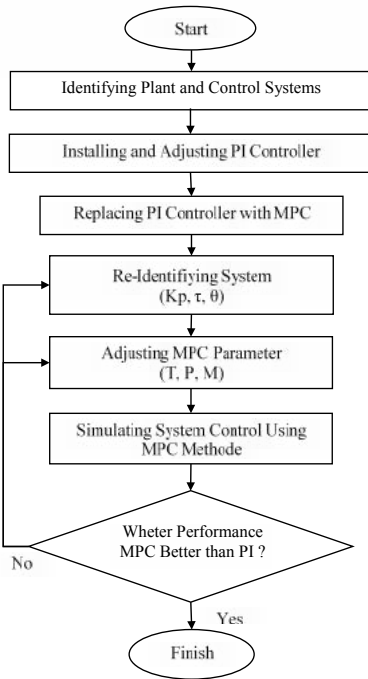 Start
Identifying Plant and Control Systems
Installing and Adjusting PI Controller
Replacing PI Controller with MPC
Re-Identifiying System
(Kp, τ, θ)
Adjusting MPC Parameter
(T, P, M)
Simulating System Control Using
MPC Methode
Wheter Performance
MPC Better than PI ?
No
Yes
Finish